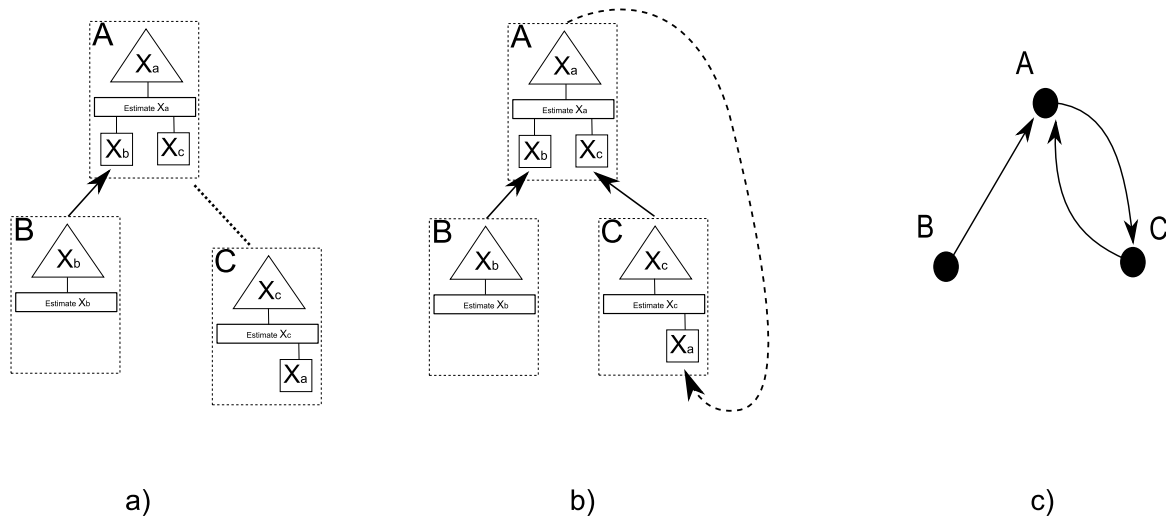 A
Xa
Estimate Xa
Xb Xc
B
Xb
Estimate Xb
C
Xc
Estimate Xc
Xa
a)
A
Xa
Estimate Xa
Xb Xc
B
Xb
Estimate Xb
C
Xc
Estimate Xc
Xa
b)
A
B
C
c)